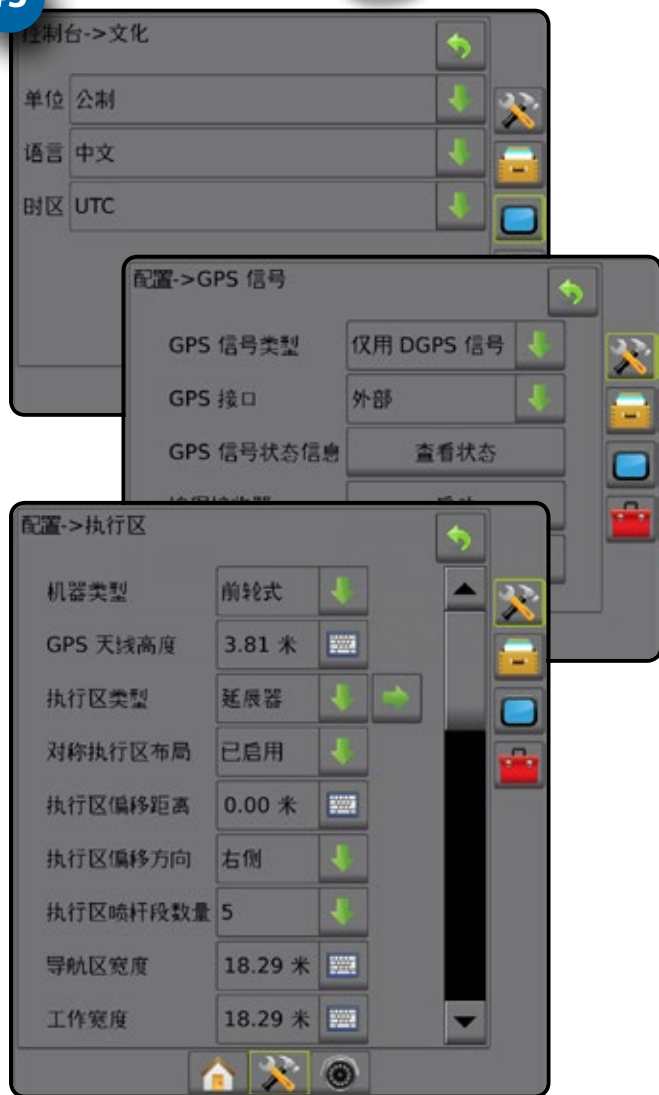 控制台->文化
单位 公制
语言 中文
时区 UTC
配置->GPS 信号
GPS 信号类型 仅用 DGPS 信号
GPS 接口 外部
GPS 信号状态信息 查看状态
配置->执行区
机器类型 前轮式
GPS 天线高度 3.81 米
执行区类型 延展器
对称执行区布局 已启用
执行区偏移距离 0.00 米
执行区偏移方向 右侧
执行区喷杆段数量 5
导航区宽度 18.29 米
工作宽度 18.29 米